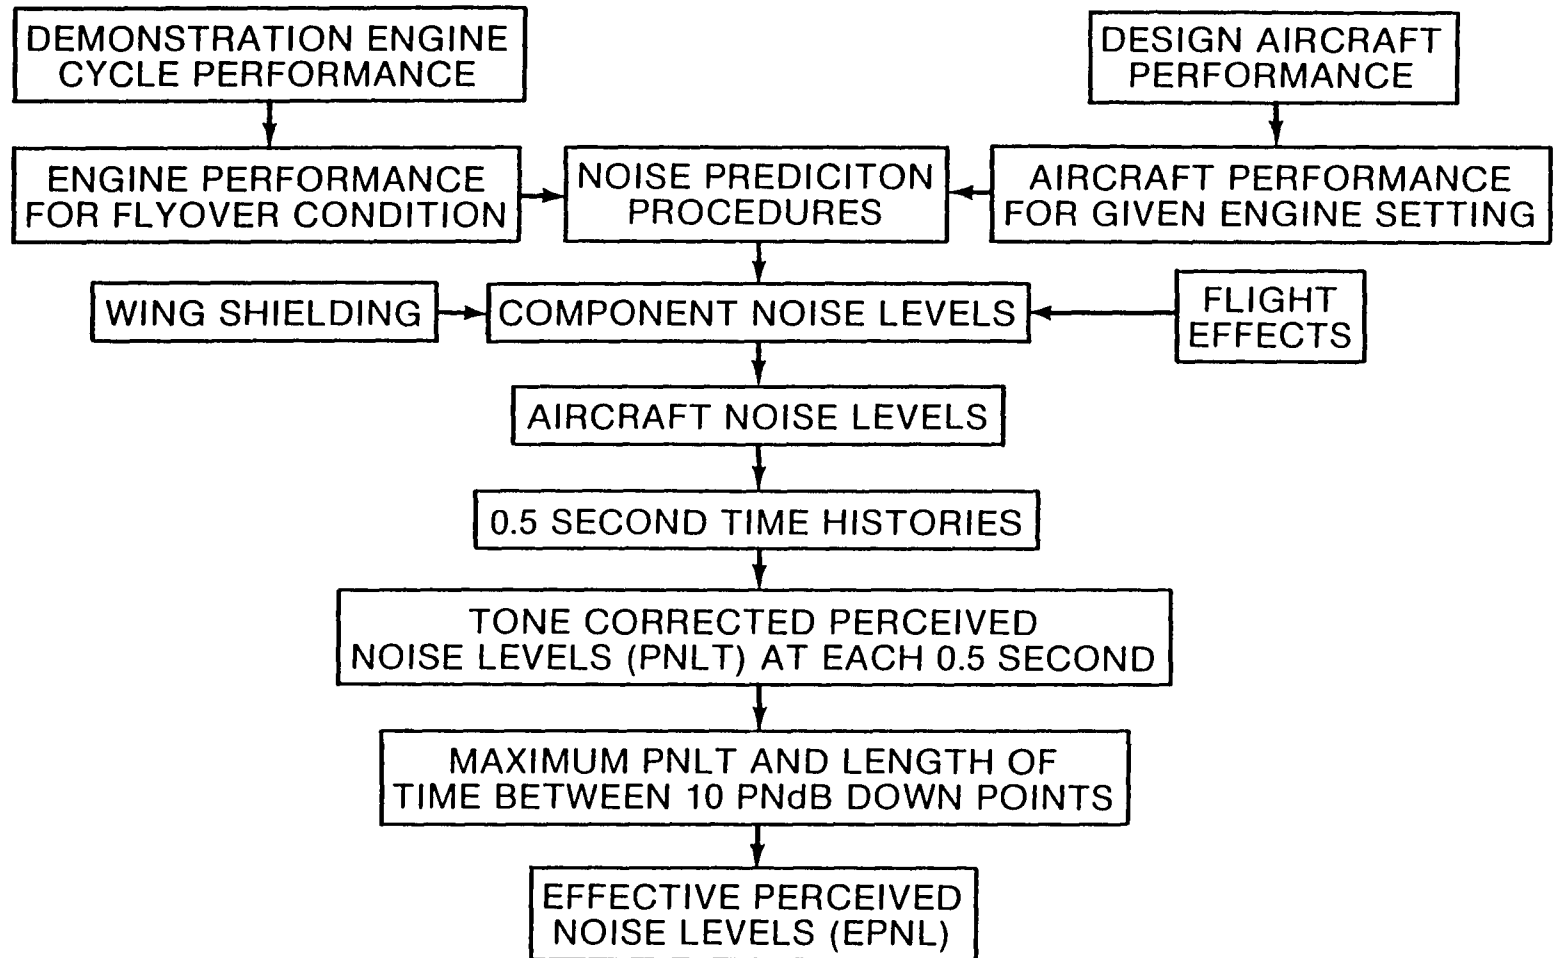 DEMONSTRATION ENGINE
CYCLE PERFORMANCE
DESIGN AIRCRAFT
PERFORMANCE
ENGINE PERFORMANCE
FOR FLYOVER CONDITION
NOISE PREDICITON
PROCEDURES
AIRCRAFT PERFORMANCE
FOR GIVEN ENGINE SETTING
WING SHIELDING
COMPONENT NOISE LEVELS
FLIGHT
EFFECTS
AIRCRAFT NOISE LEVELS
0.5 SECOND TIME HISTORIES
TONE CORRECTED PERCEIVED
NOISE LEVELS (PNLT) AT EACH 0.5 SECOND
MAXIMUM PNLT AND LENGTH OF
TIME BETWEEN 10 PNdB DOWN POINTS
EFFECTIVE PERCEIVED
NOISE LEVELS (EPNL)